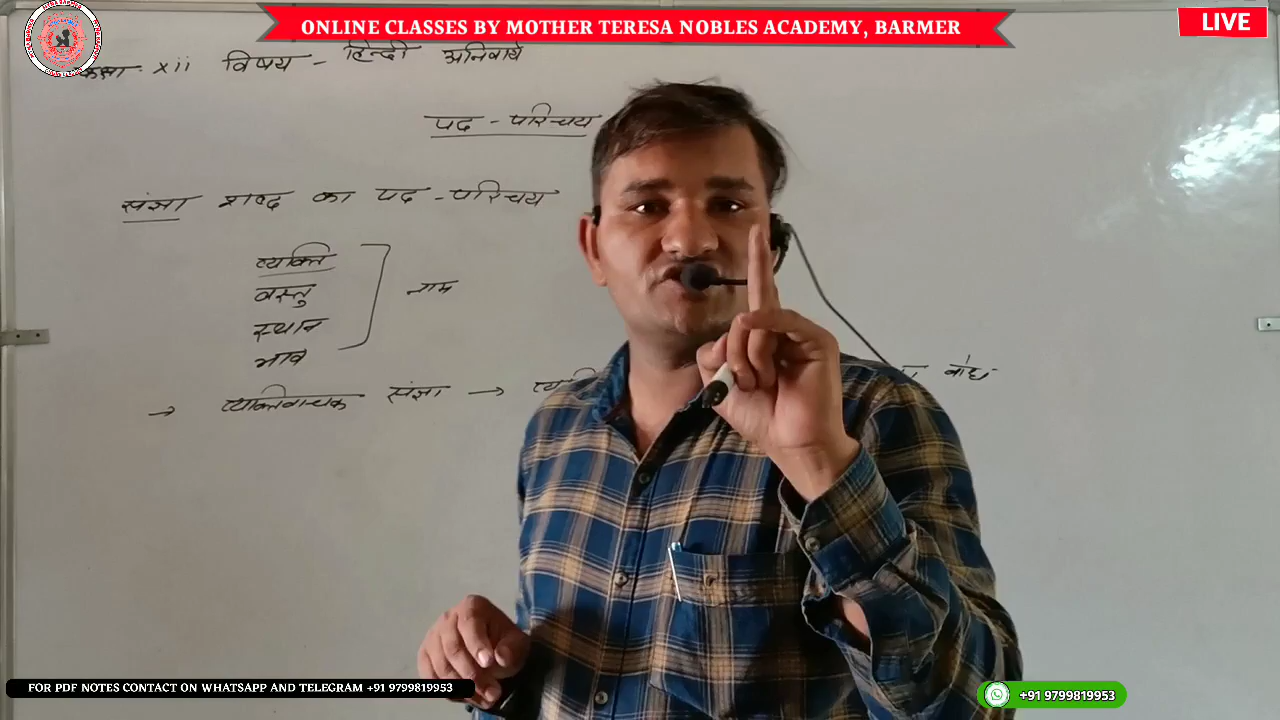 ONLINE CLASSES BY MOTHER TERESA NOBLES ACADEMY, BARMER
LIVE
कक्षा xii विषय - हिन्दी अनिवार्य
पद - परिचय
संज्ञा शब्द का पद - परिचय
व्यक्ति
वस्तु
स्थान
भाव
नाम
→ व्यक्तिवाचक संज्ञा →
FOR PDF NOTES CONTACT ON WHATSAPP AND TELEGRAM +91 9799819953
+91 9799819953